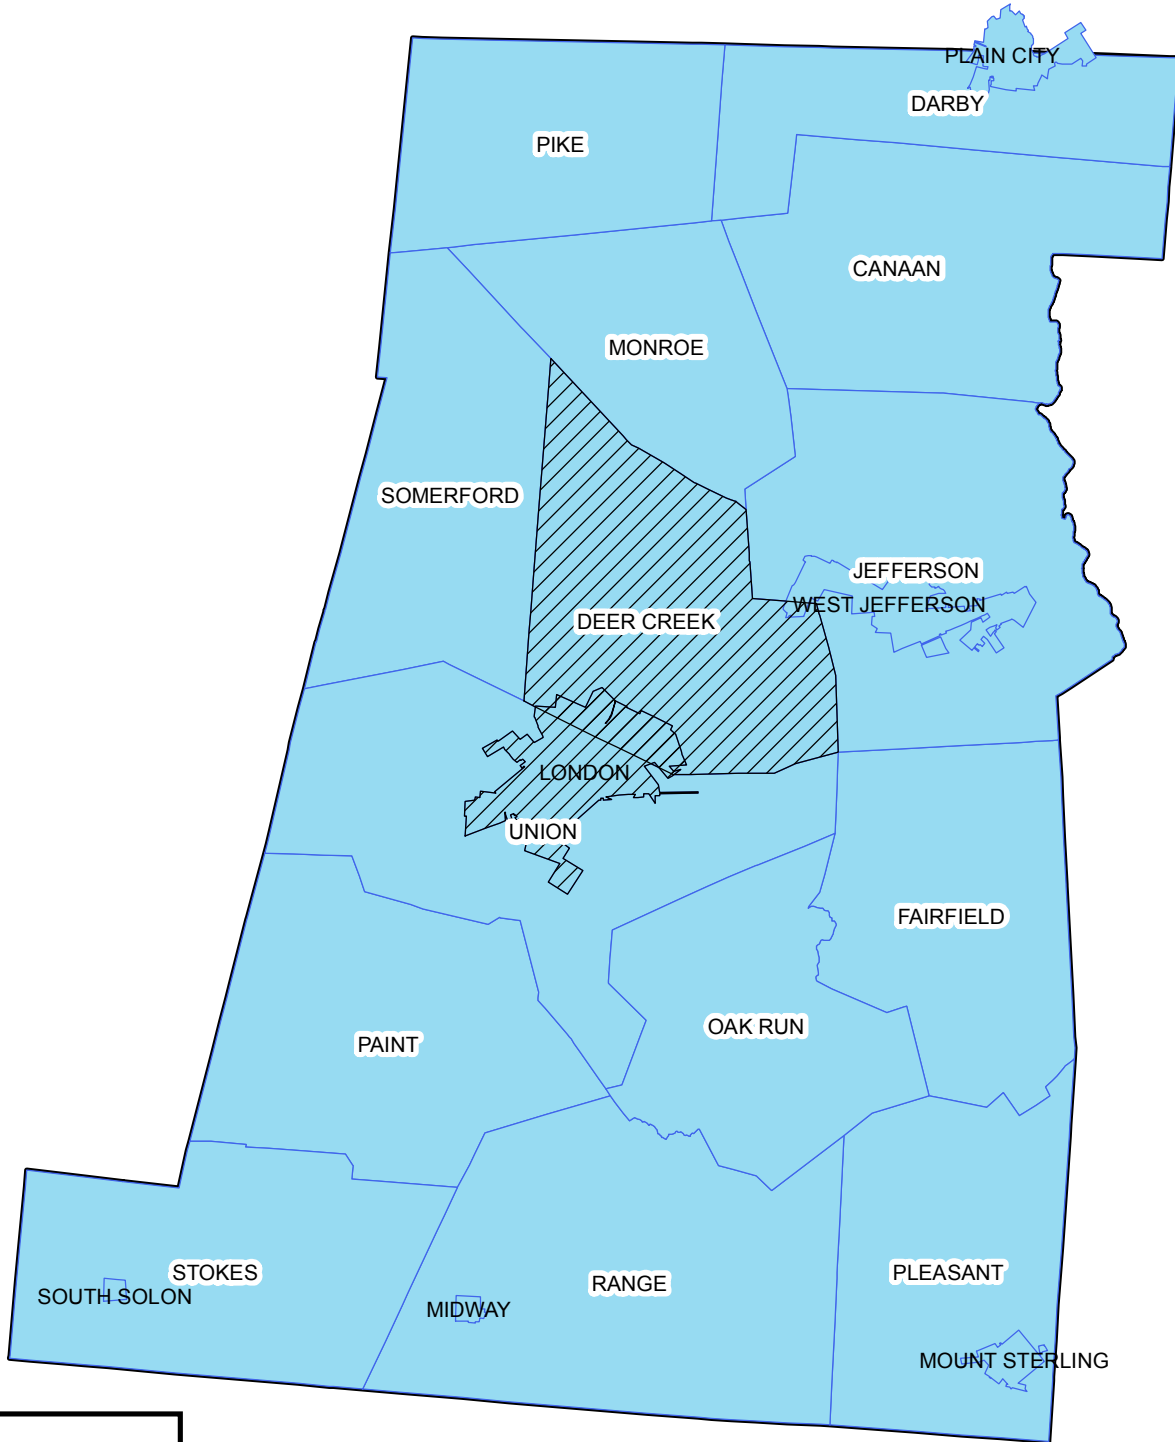 PLAIN CITY
DARBY
PIKE
CANAAN
MONROE
SOMERFORD
JEFFERSON
WEST JEFFERSON
DEER CREEK
LONDON
UNION
FAIRFIELD
OAK RUN
PAINT
STOKES
PLEASANT
RANGE
SOUTH SOLON
MIDWAY
MOUNT STERLING